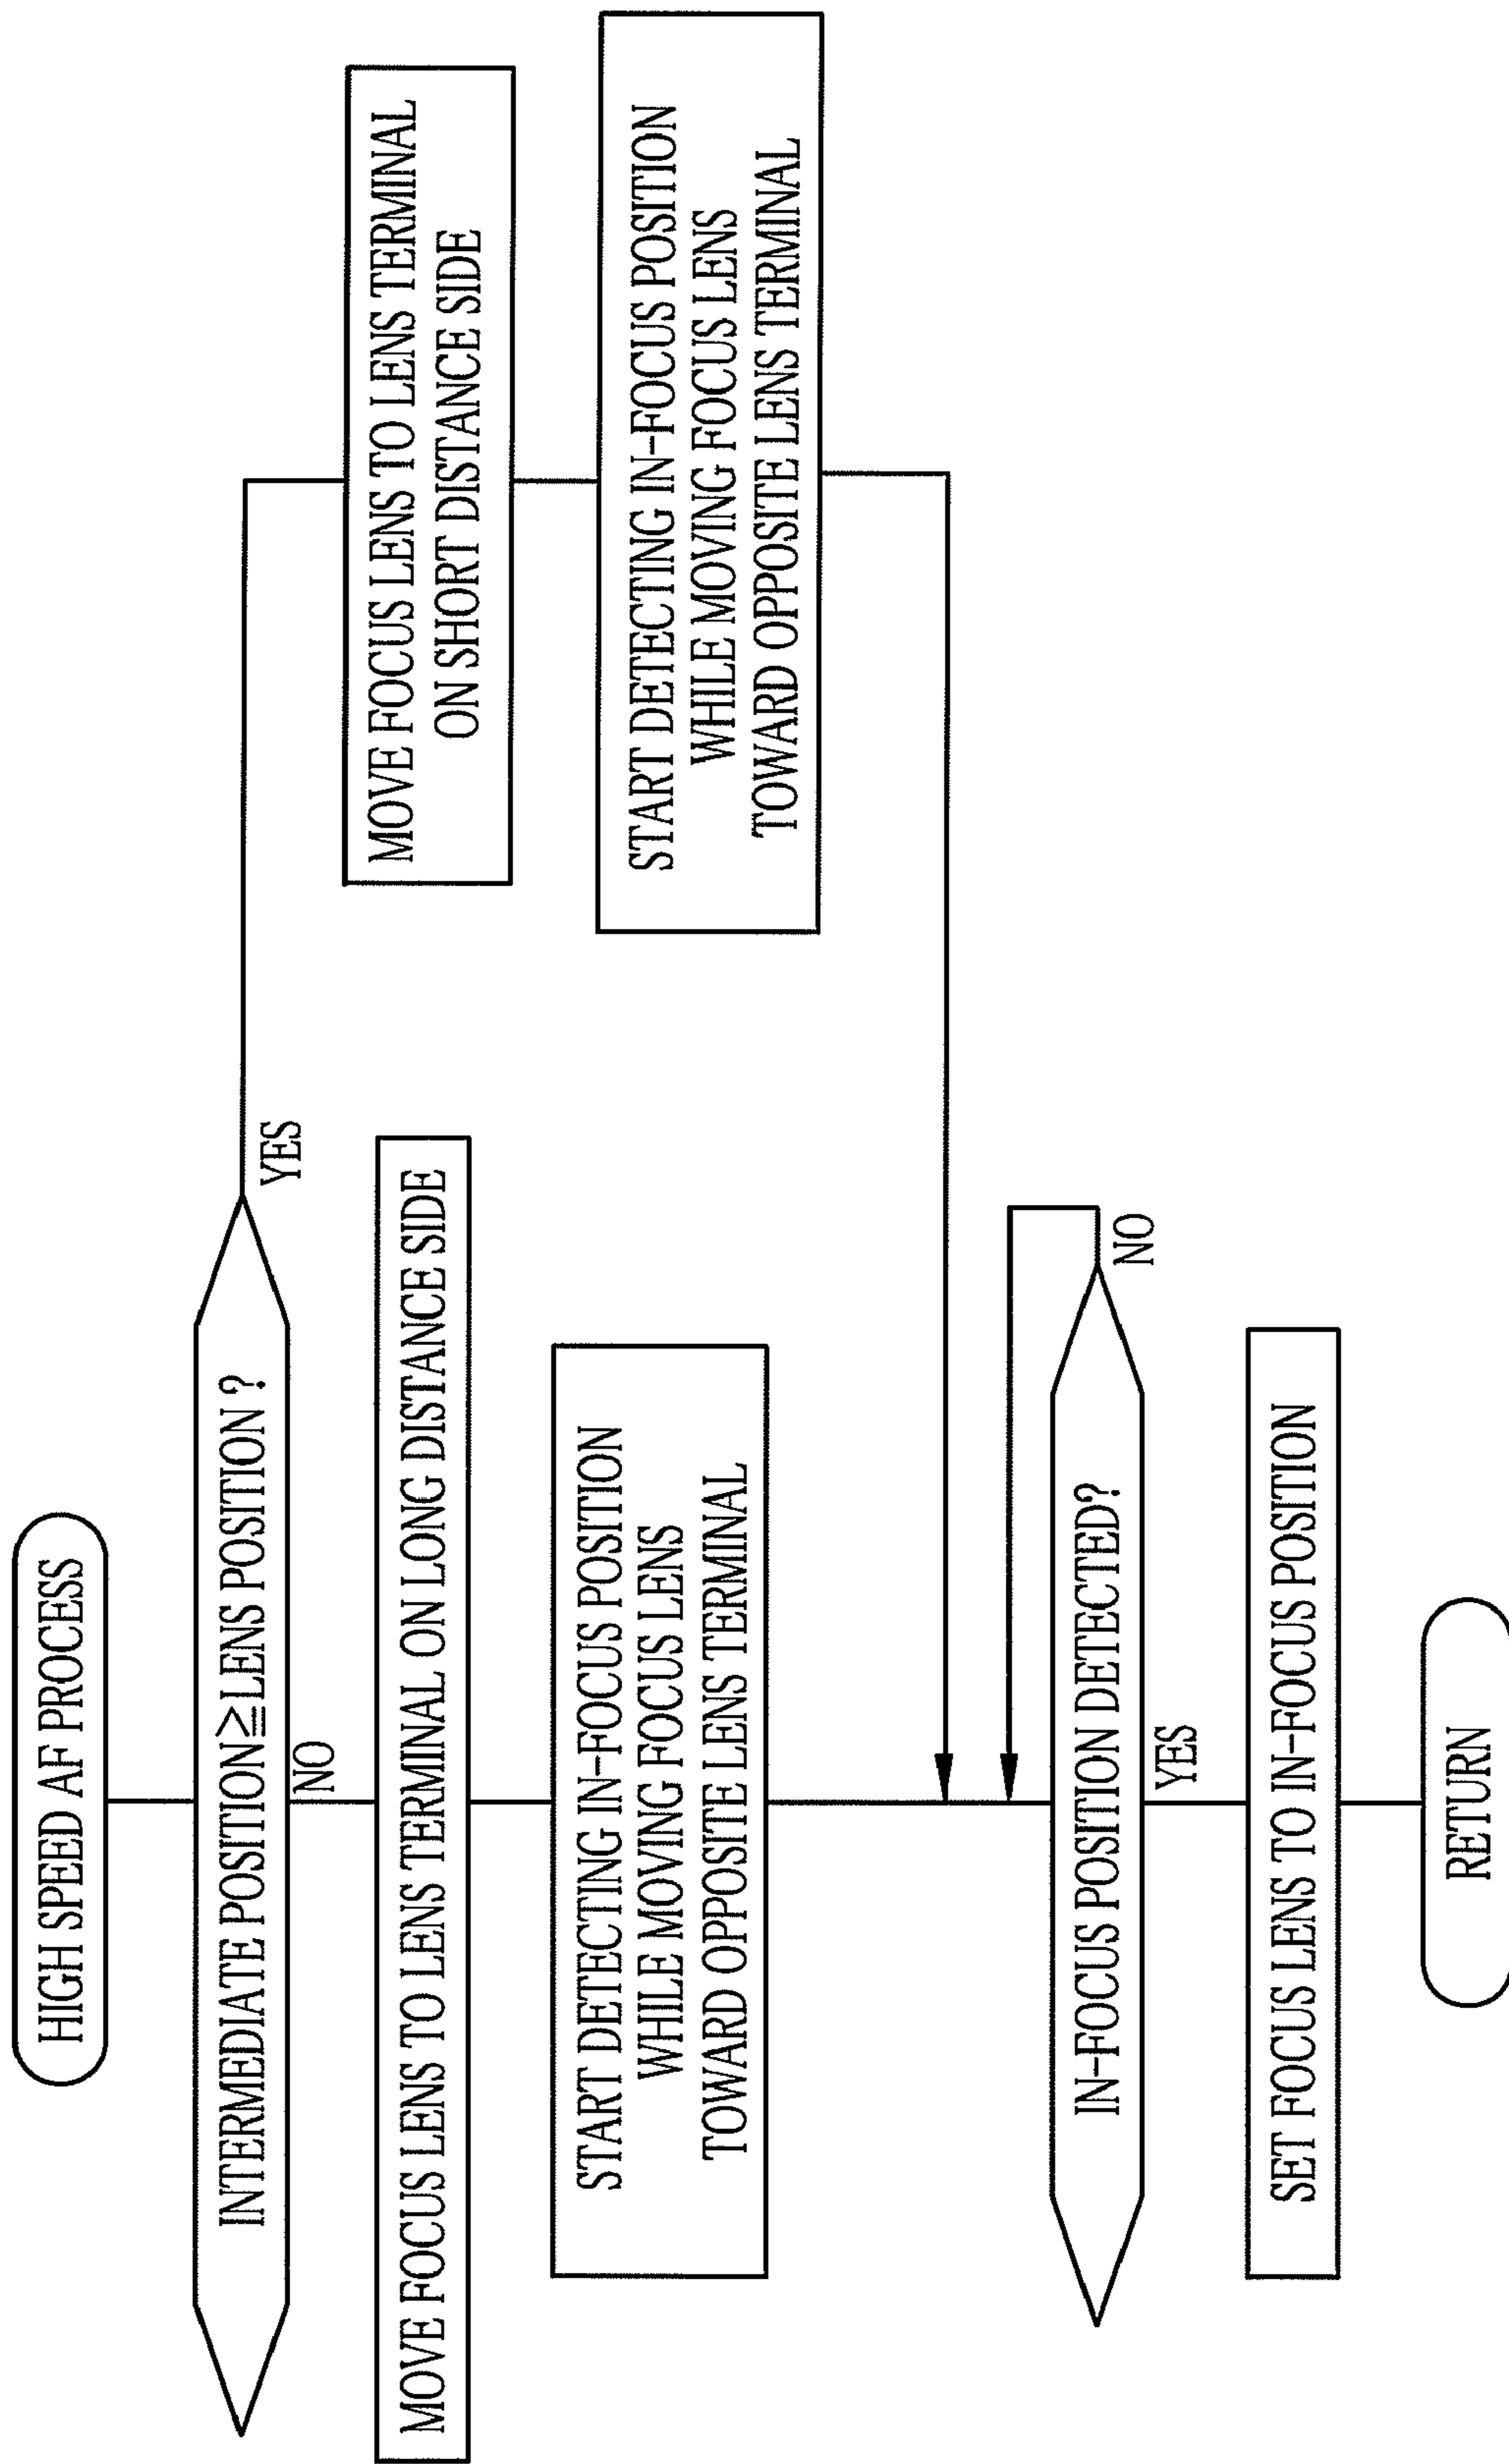 HIGH SPEED AF PROCESS
INTERMEDIATE POSITION≧LENS POSITION ?
YES
NO
MOVE FOCUS LENS TO LENS TERMINAL ON LONG DISTANCE SIDE
START DETECTING IN-FOCUS POSITION
WHILE MOVING FOCUS LENS
TOWARD OPPOSITE LENS TERMINAL
MOVE FOCUS LENS TO LENS TERMINAL
ON SHORT DISTANCE SIDE
START DETECTING IN-FOCUS POSITION
WHILE MOVING FOCUS LENS
TOWARD OPPOSITE LENS TERMINAL
IN-FOCUS POSITION DETECTED?
NO
YES
SET FOCUS LENS TO IN-FOCUS POSITION
RETURN